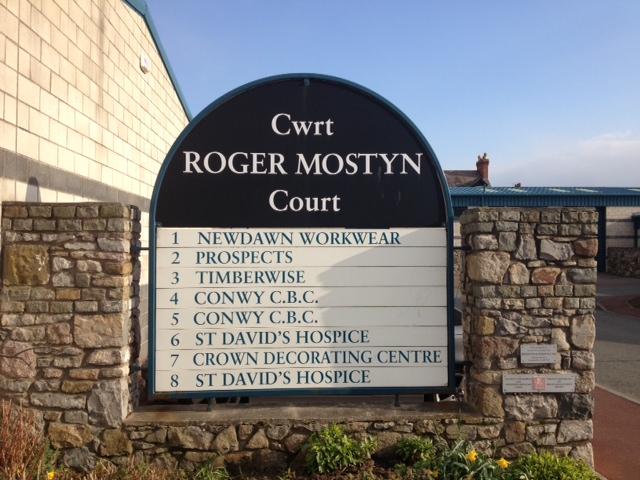 Cwrt
ROGER MOSTYN
Court
1 NEWDAWN WORKWEAR
2 PROSPECTS
3 TIMBERWISE
4 CONWY C.B.C.
5 CONWY C.B.C.
6 ST DAVID'S HOSPICE
7 CROWN DECORATING CENTRE
8 ST DAVID'S HOSPICE